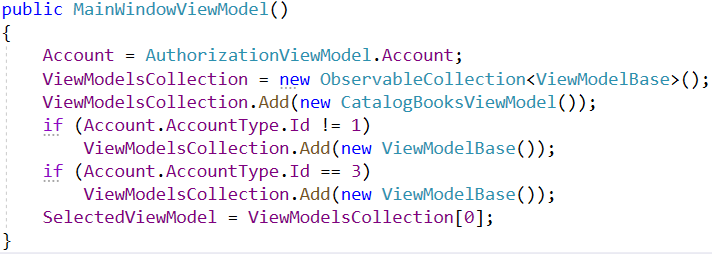 public MainWindowViewModel()
{
    Account = AuthorizationViewModel.Account;
    ViewModelsCollection = new ObservableCollection<ViewModelBase>();
    ViewModelsCollection.Add(new CatalogBooksViewModel());
    if (Account.AccountType.Id != 1)
        ViewModelsCollection.Add(new ViewModelBase());
    if (Account.AccountType.Id == 3)
        ViewModelsCollection.Add(new ViewModelBase());
    SelectedViewModel = ViewModelsCollection[0];
}